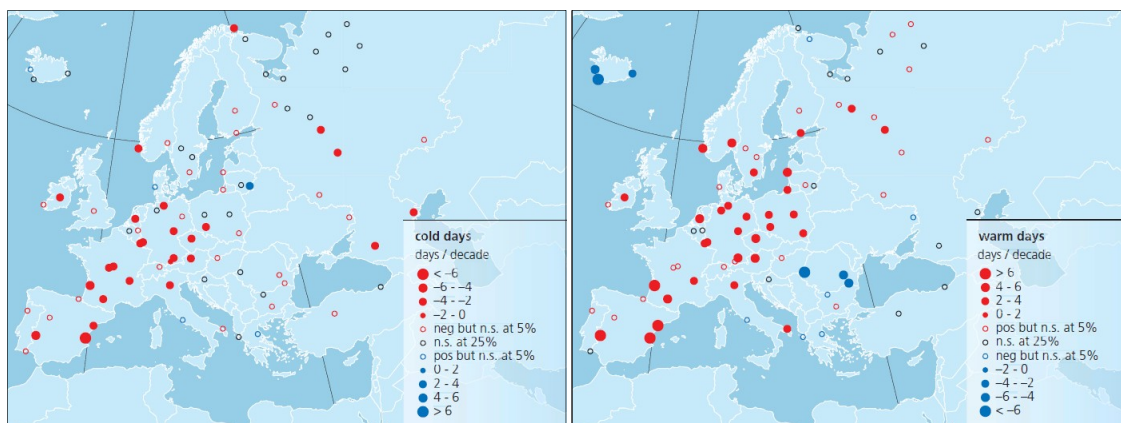 cold days
days / decade
< –6
–6 - –4
–4 - –2
–2 - 0
neg but n.s. at 5%
n.s. at 25%
pos but n.s. at 5%
0 - 2
2 - 4
4 - 6
> 6
warm days
days / decade
> 6
4 - 6
2 - 4
0 - 2
pos but n.s. at 5%
n.s. at 25%
neg but n.s. at 5%
–2 - 0
–4 - –2
–6 - –4
< –6